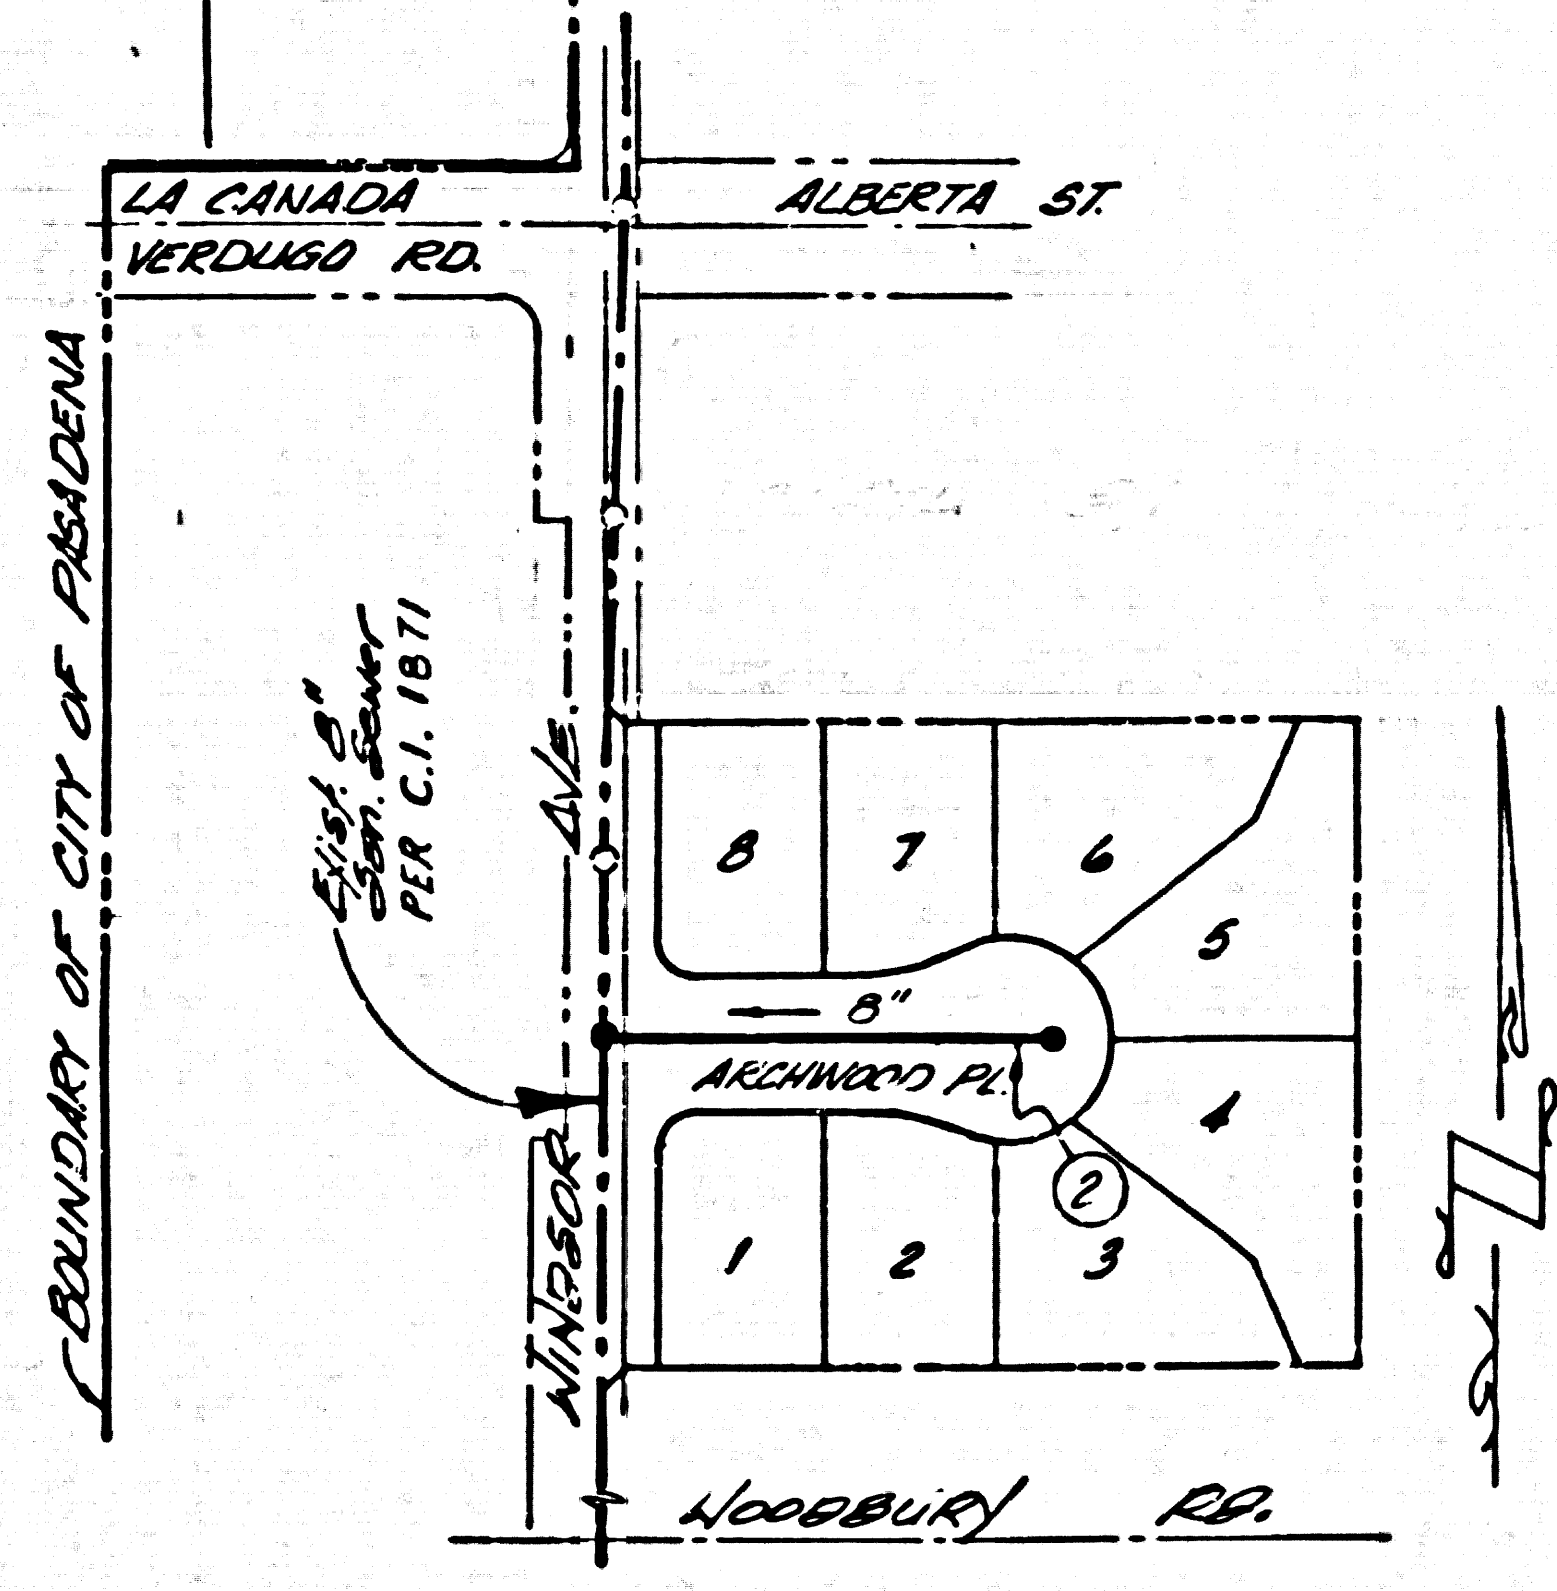 LA CANADA
VERDUGO RD.
ALBERTA ST.
BOUNDARY OF CITY OF PASADENA
Exist. 8"
San. Sewer
PER C.I. 1871
WINDSOR AVE.
8
7
6
5
8"
ARCHWOOD PL.
4
2
1
2
3
WOODBURY RD.